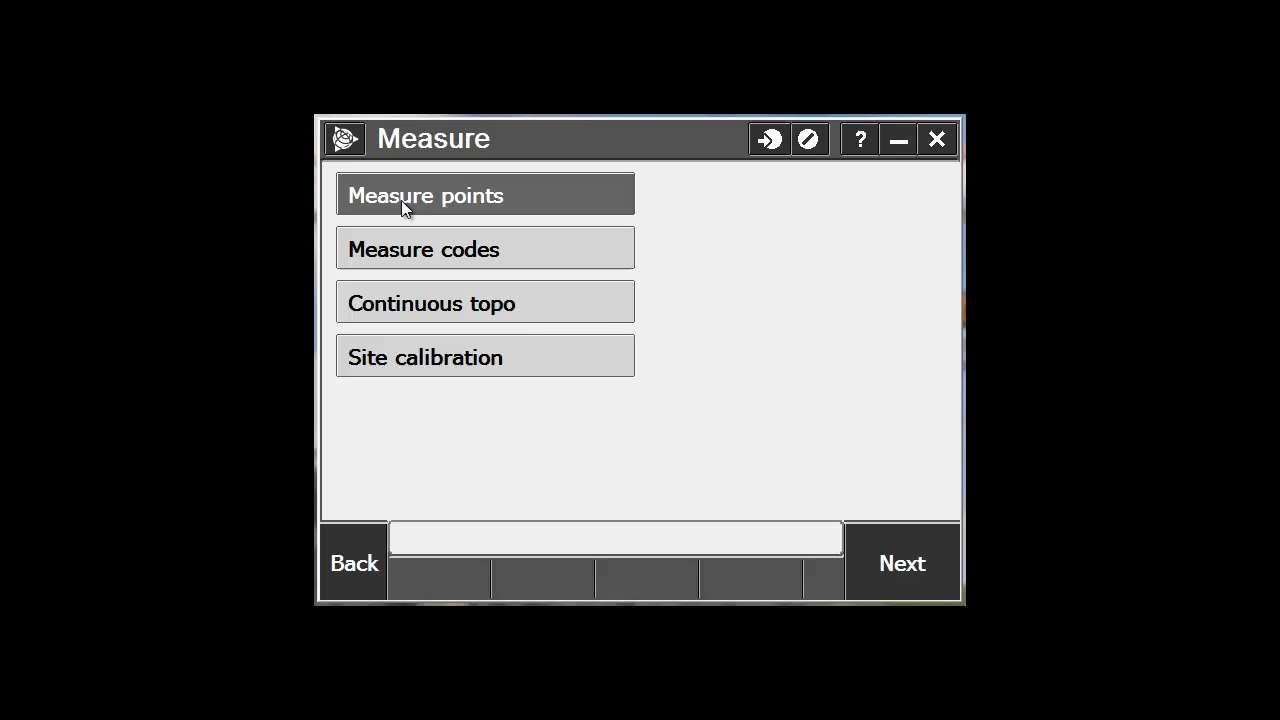 Measure
?
Measure points
Measure codes
Continuous topo
Site calibration
Back
Next